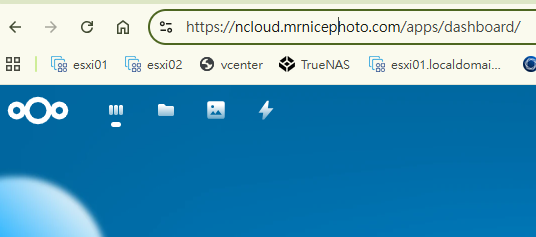 https://ncloud.mrnicephoto.com/apps/dashboard/
esxi01 esxi02 vcenter TrueNAS esxi01.localdomai...